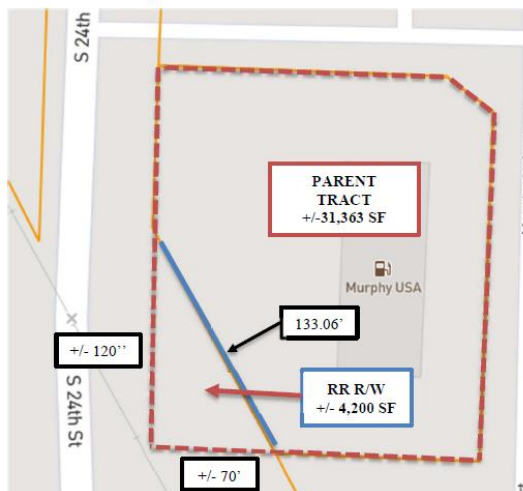 S 24th
PARENT
TRACT
+/-31,363 SF
Murphy USA
133.06'
+/- 120''
RR R/W
+/- 4,200 SF
S 24th St
+/- 70'